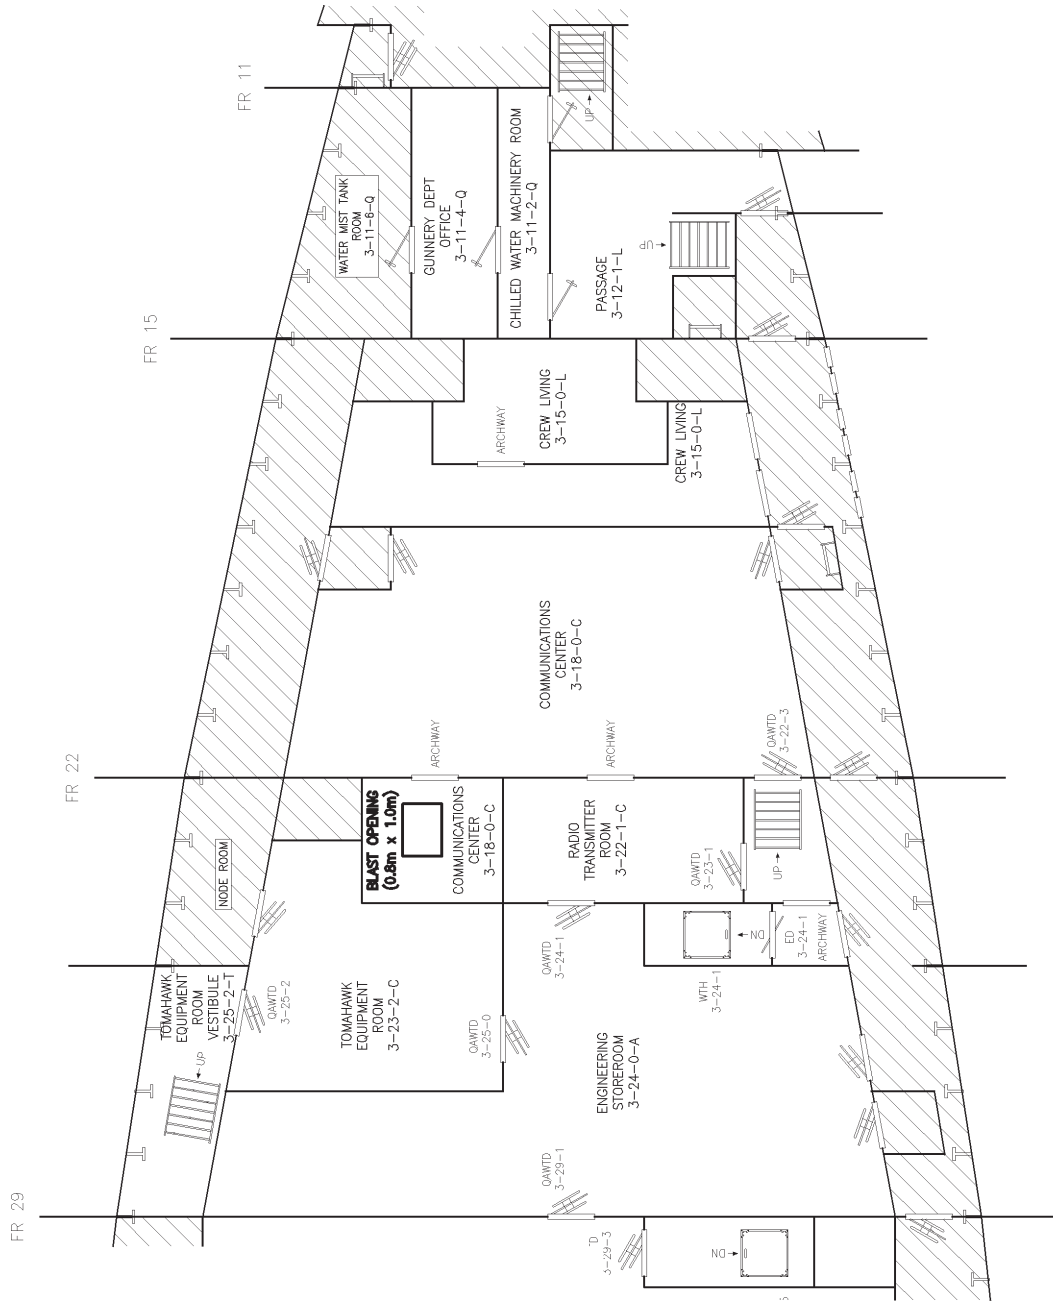 FR 11
UP
WATER MIST TANK
ROOM
3-11-6-Q
GUNNERY DEPT
OFFICE
3-11-4-Q
CHILLED WATER MACHINERY ROOM
3-11-2-Q
PASSAGE
3-12-1-L
UP
FR 15
CREW LIVING
3-15-0-L
ARCHWAY
CREW LIVING
3-15-0-L
COMMUNICATIONS
CENTER
3-18-0-C
ARCHWAY
ARCHWAY
QAWTD
3-22-3
FR 22
BLAST OPENING
(0.8m x 1.0m)
COMMUNICATIONS
CENTER
3-18-0-C
RADIO
TRANSMITTER
ROOM
3-22-1-C
QAWTD
3-23-1
UP
NODE ROOM
QAWTD
3-24-1
DN
ED
3-24-1
ARCHWAY
WTH
3-24-1
TOMAHAWK
EQUIPMENT
ROOM
VESTIBULE
3-25-2-T
QAWTD
3-25-2
TOMAHAWK
EQUIPMENT
ROOM
3-23-2-C
QAWTD
3-25-0
UP
ENGINEERING
STOREROOM
3-24-0-A
QAWTD
3-29-1
FR 29
TD
3-29-3
DN